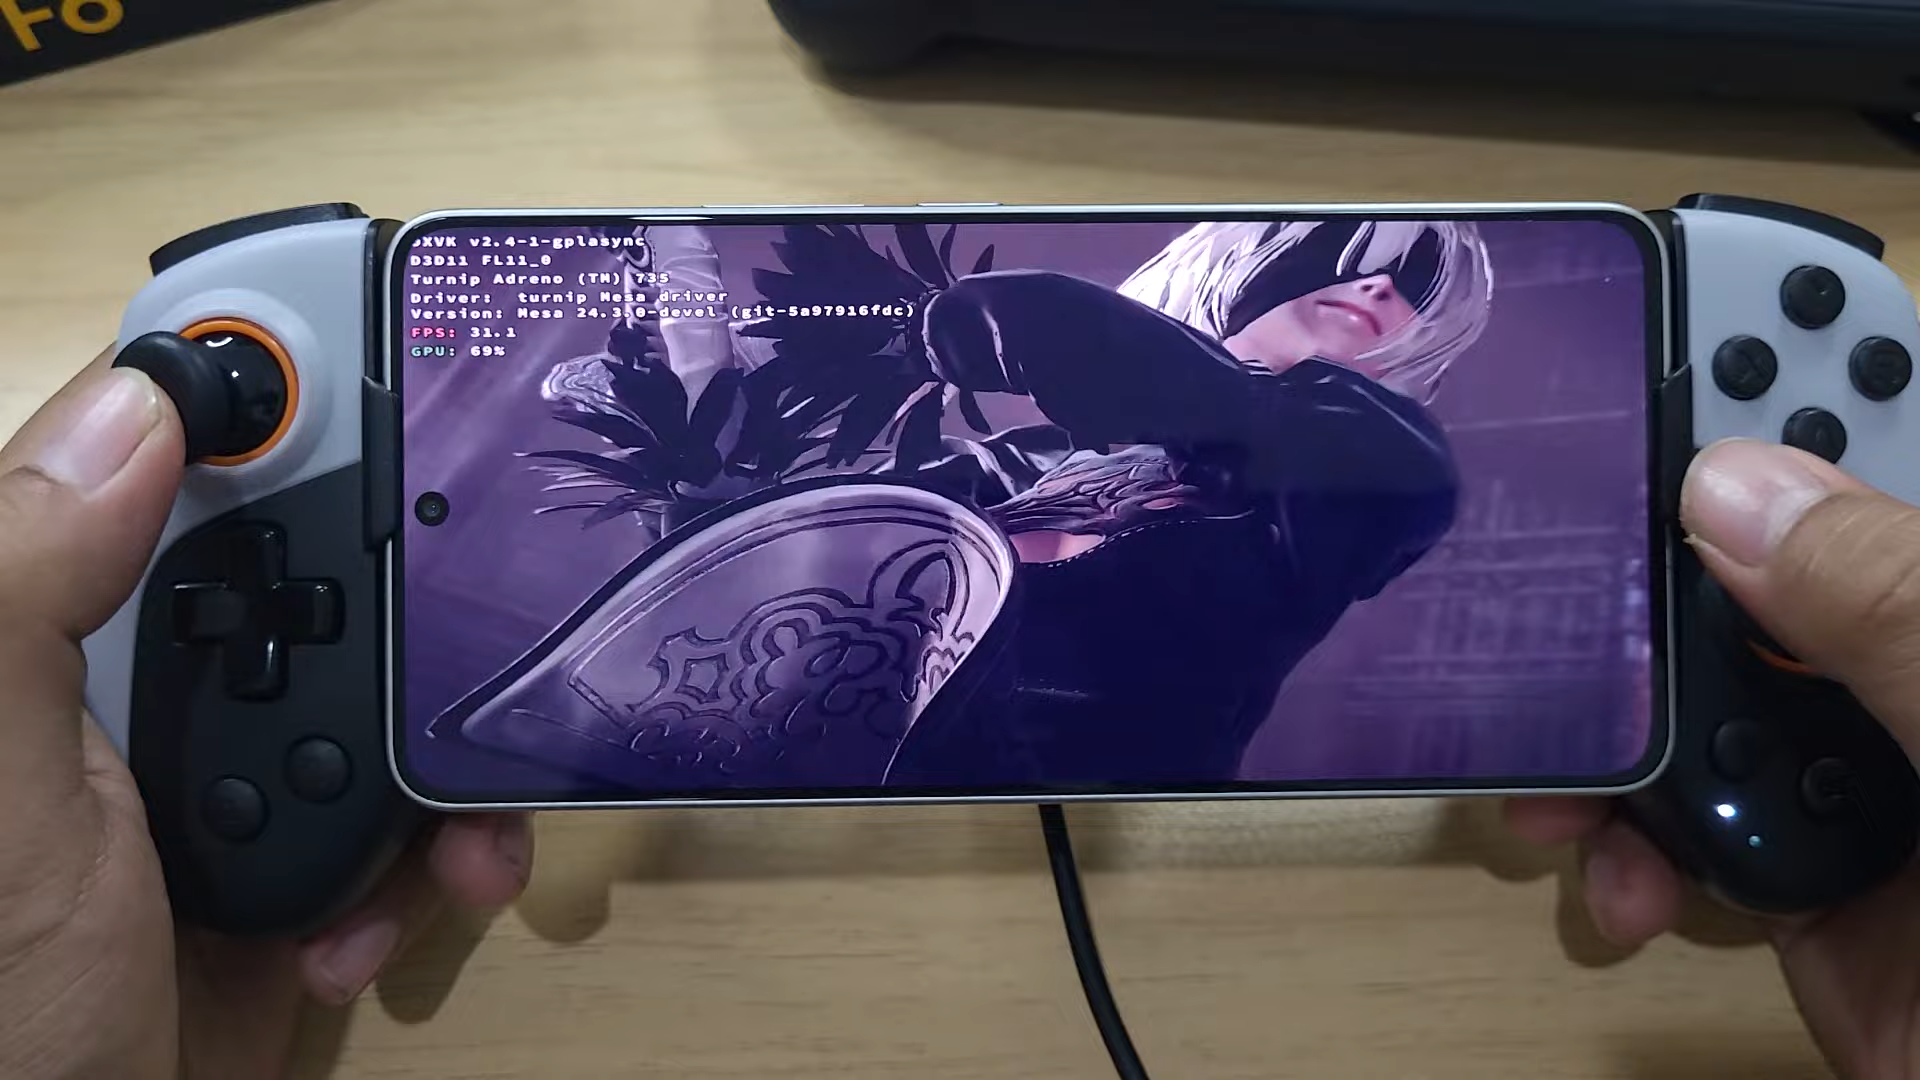 F6
DXVK v2.4-1-gplasync
D3D11 FL11_0
Turnip Adreno (TM) 735
Driver:  turnip Mesa driver
Version: Mesa 24.3.0-devel (git-5a97916fdc)
FPS: 31.1
GPU: 69%